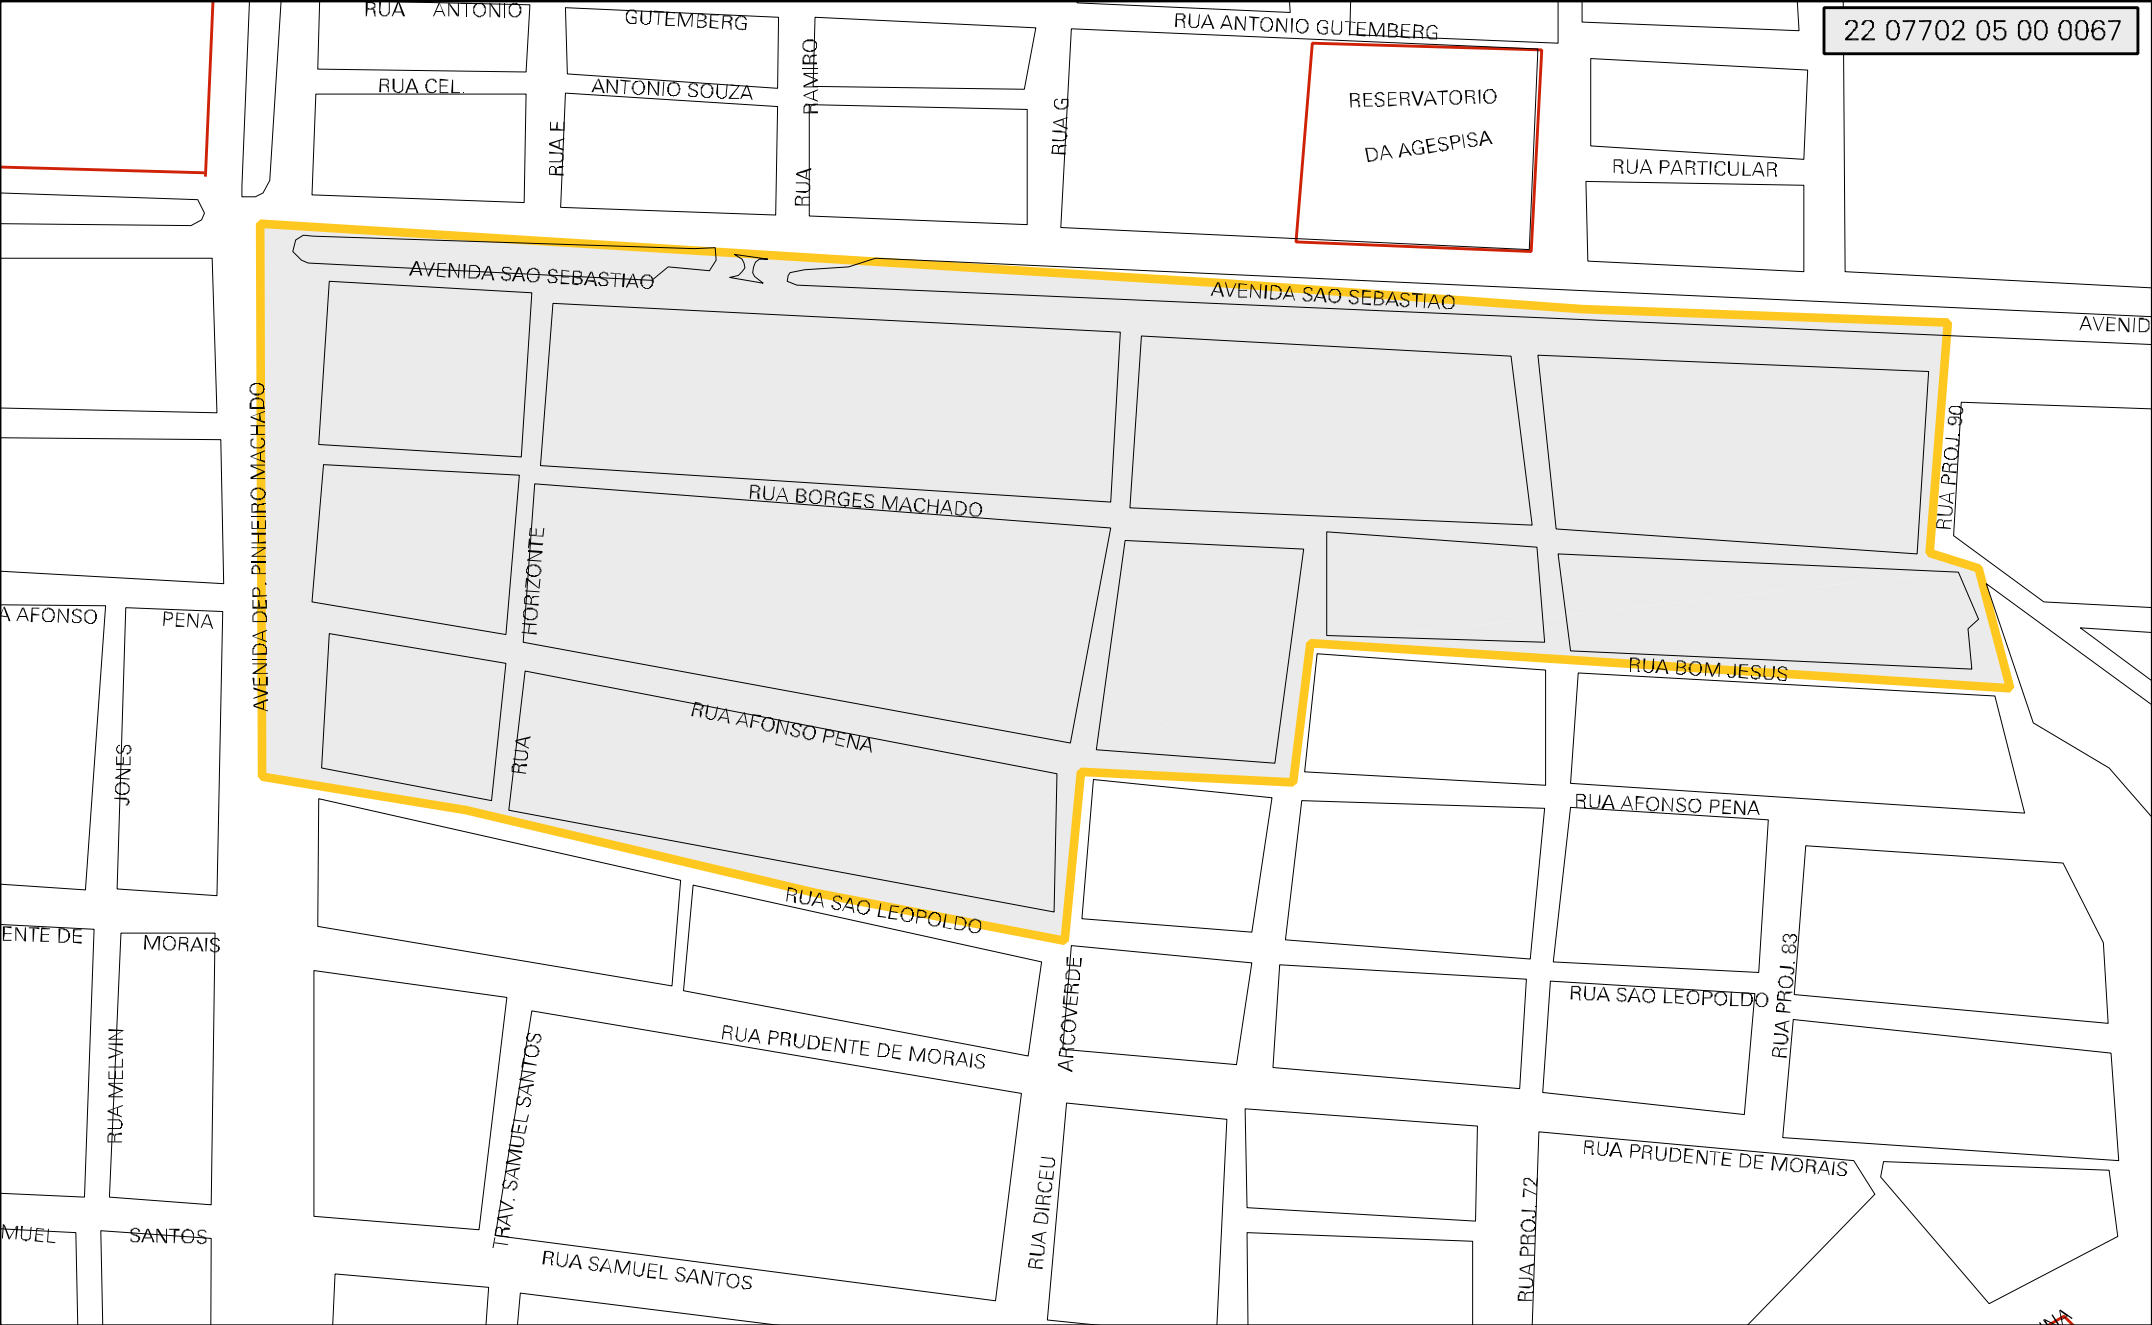 RUA ANTONIO
GUTEMBERG
RUA ANTONIO GUTEMBERG
22 07702 05 00 0067
RUA CEL.
ANTONIO SOUZA
RUA RAMIRO
RUA G
RESERVATORIO
DA AGESPISA
RUA PARTICULAR
AVENIDA SAO SEBASTIAO
AVENIDA SAO SEBASTIAO
AVENID
AVENIDA DEP. PINHEIRO MACHADO
RUA BORGES MACHADO
RUA PROJ. 90
RUA HORIZONTE
A AFONSO
PENA
RUA BOM JESUS
RUA AFONSO PENA
RUA AFONSO PENA
RUA MELVIN JONES
RUA SAO LEOPOLDO
ENTE DE
MORAIS
RUA DIRCEU ARCOVERDE
RUA SAO LEOPOLDO
RUA PROJ. 83
RUA PRUDENTE DE MORAIS
TRAV. SAMUEL SANTOS
RUA PRUDENTE DE MORAIS
RUA PROJ. 72
MUEL
SANTOS
RUA SAMUEL SANTOS